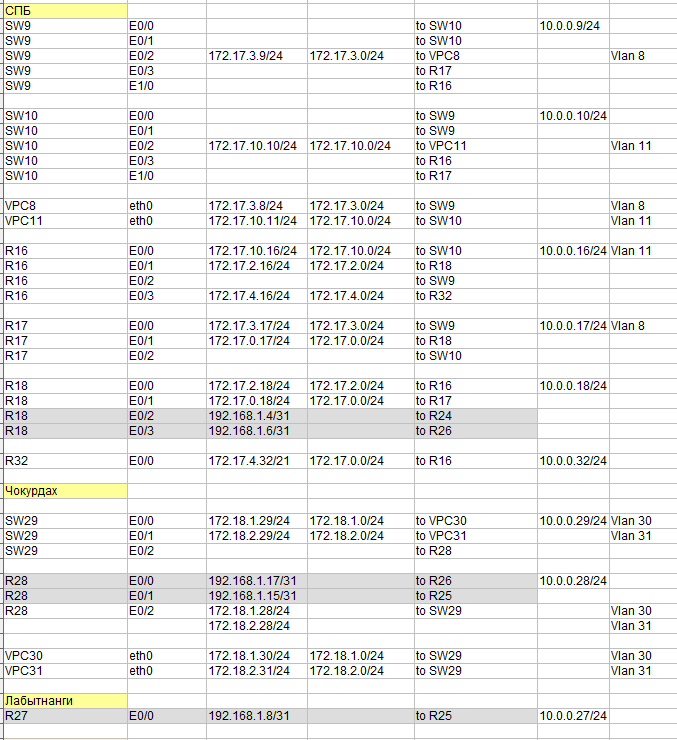 СПБ
SW9 E0/0 to SW10 10.0.0.9/24
SW9 E0/1 to SW10
SW9 E0/2 172.17.3.9/24 172.17.3.0/24 to VPC8 Vlan 8
SW9 E0/3 to R17
SW9 E1/0 to R16
SW10 E0/0 to SW9 10.0.0.10/24
SW10 E0/1 to SW9
SW10 E0/2 172.17.10.10/24 172.17.10.0/24 to VPC11 Vlan 11
SW10 E0/3 to R16
SW10 E1/0 to R17
VPC8 eth0 172.17.3.8/24 172.17.3.0/24 to SW9 Vlan 8
VPC11 eth0 172.17.10.11/24 172.17.10.0/24 to SW10 Vlan 11
R16 E0/0 172.17.10.16/24 172.17.10.0/24 to SW10 10.0.0.16/24 Vlan 11
R16 E0/1 172.17.2.16/24 172.17.2.0/24 to R18
R16 E0/2 to SW9
R16 E0/3 172.17.4.16/24 172.17.4.0/24 to R32
R17 E0/0 172.17.3.17/24 172.17.3.0/24 to SW9 10.0.0.17/24 Vlan 8
R17 E0/1 172.17.0.17/24 172.17.0.0/24 to R18
R17 E0/2 to SW10
R18 E0/0 172.17.2.18/24 172.17.2.0/24 to R16 10.0.0.18/24
R18 E0/1 172.17.0.18/24 172.17.0.0/24 to R17
R18 E0/2 192.168.1.4/31 to R24
R18 E0/3 192.168.1.6/31 to R26
R32 E0/0 172.17.4.32/21 172.17.0.0/24 to R16 10.0.0.32/24
Чокурдах
SW29 E0/0 172.18.1.29/24 172.18.1.0/24 to VPC30 10.0.0.29/24 Vlan 30
SW29 E0/1 172.18.2.29/24 172.18.2.0/24 to VPC31 Vlan 31
SW29 E0/2 to R28
R28 E0/0 192.168.1.17/31 to R26 10.0.0.28/24
R28 E0/1 192.168.1.15/31 to R25
R28 E0/2 172.18.1.28/24 to SW29 Vlan 30
172.18.2.28/24 Vlan 31
VPC30 eth0 172.18.1.30/24 172.18.1.0/24 to SW29 Vlan 30
VPC31 eth0 172.18.2.31/24 172.18.2.0/24 to SW29 Vlan 31
Лабытнанги
R27 E0/0 192.168.1.8/31 to R25 10.0.0.27/24